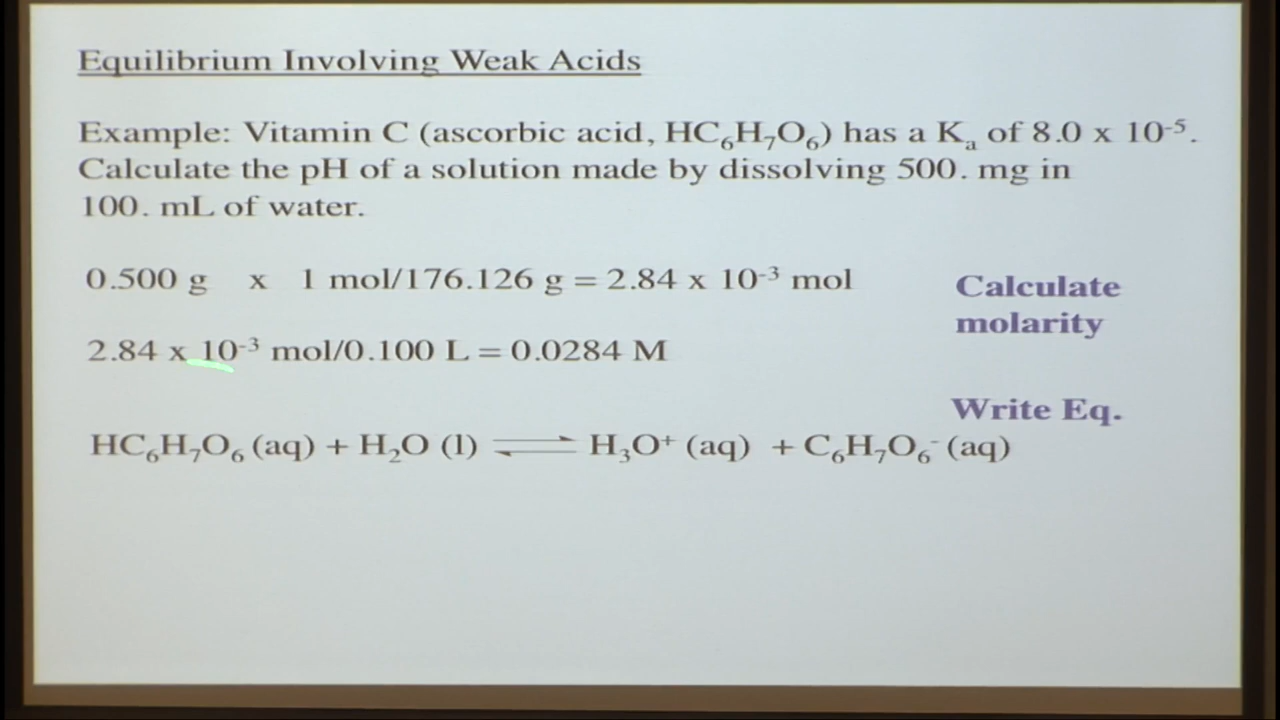 Equilibrium Involving Weak Acids
Example: Vitamin C (ascorbic acid, HC₆H₇O₆) has a Kₐ of 8.0 x 10⁻⁵.
Calculate the pH of a solution made by dissolving 500. mg in
100. mL of water.
0.500 g x 1 mol/176.126 g = 2.84 x 10⁻³ mol
Calculate
molarity
2.84 x 10⁻³ mol/0.100 L = 0.0284 M
Write Eq.
HC₆H₇O₆ (aq) + H₂O (l) ⇌ H₃O⁺ (aq) + C₆H₇O₆⁻ (aq)